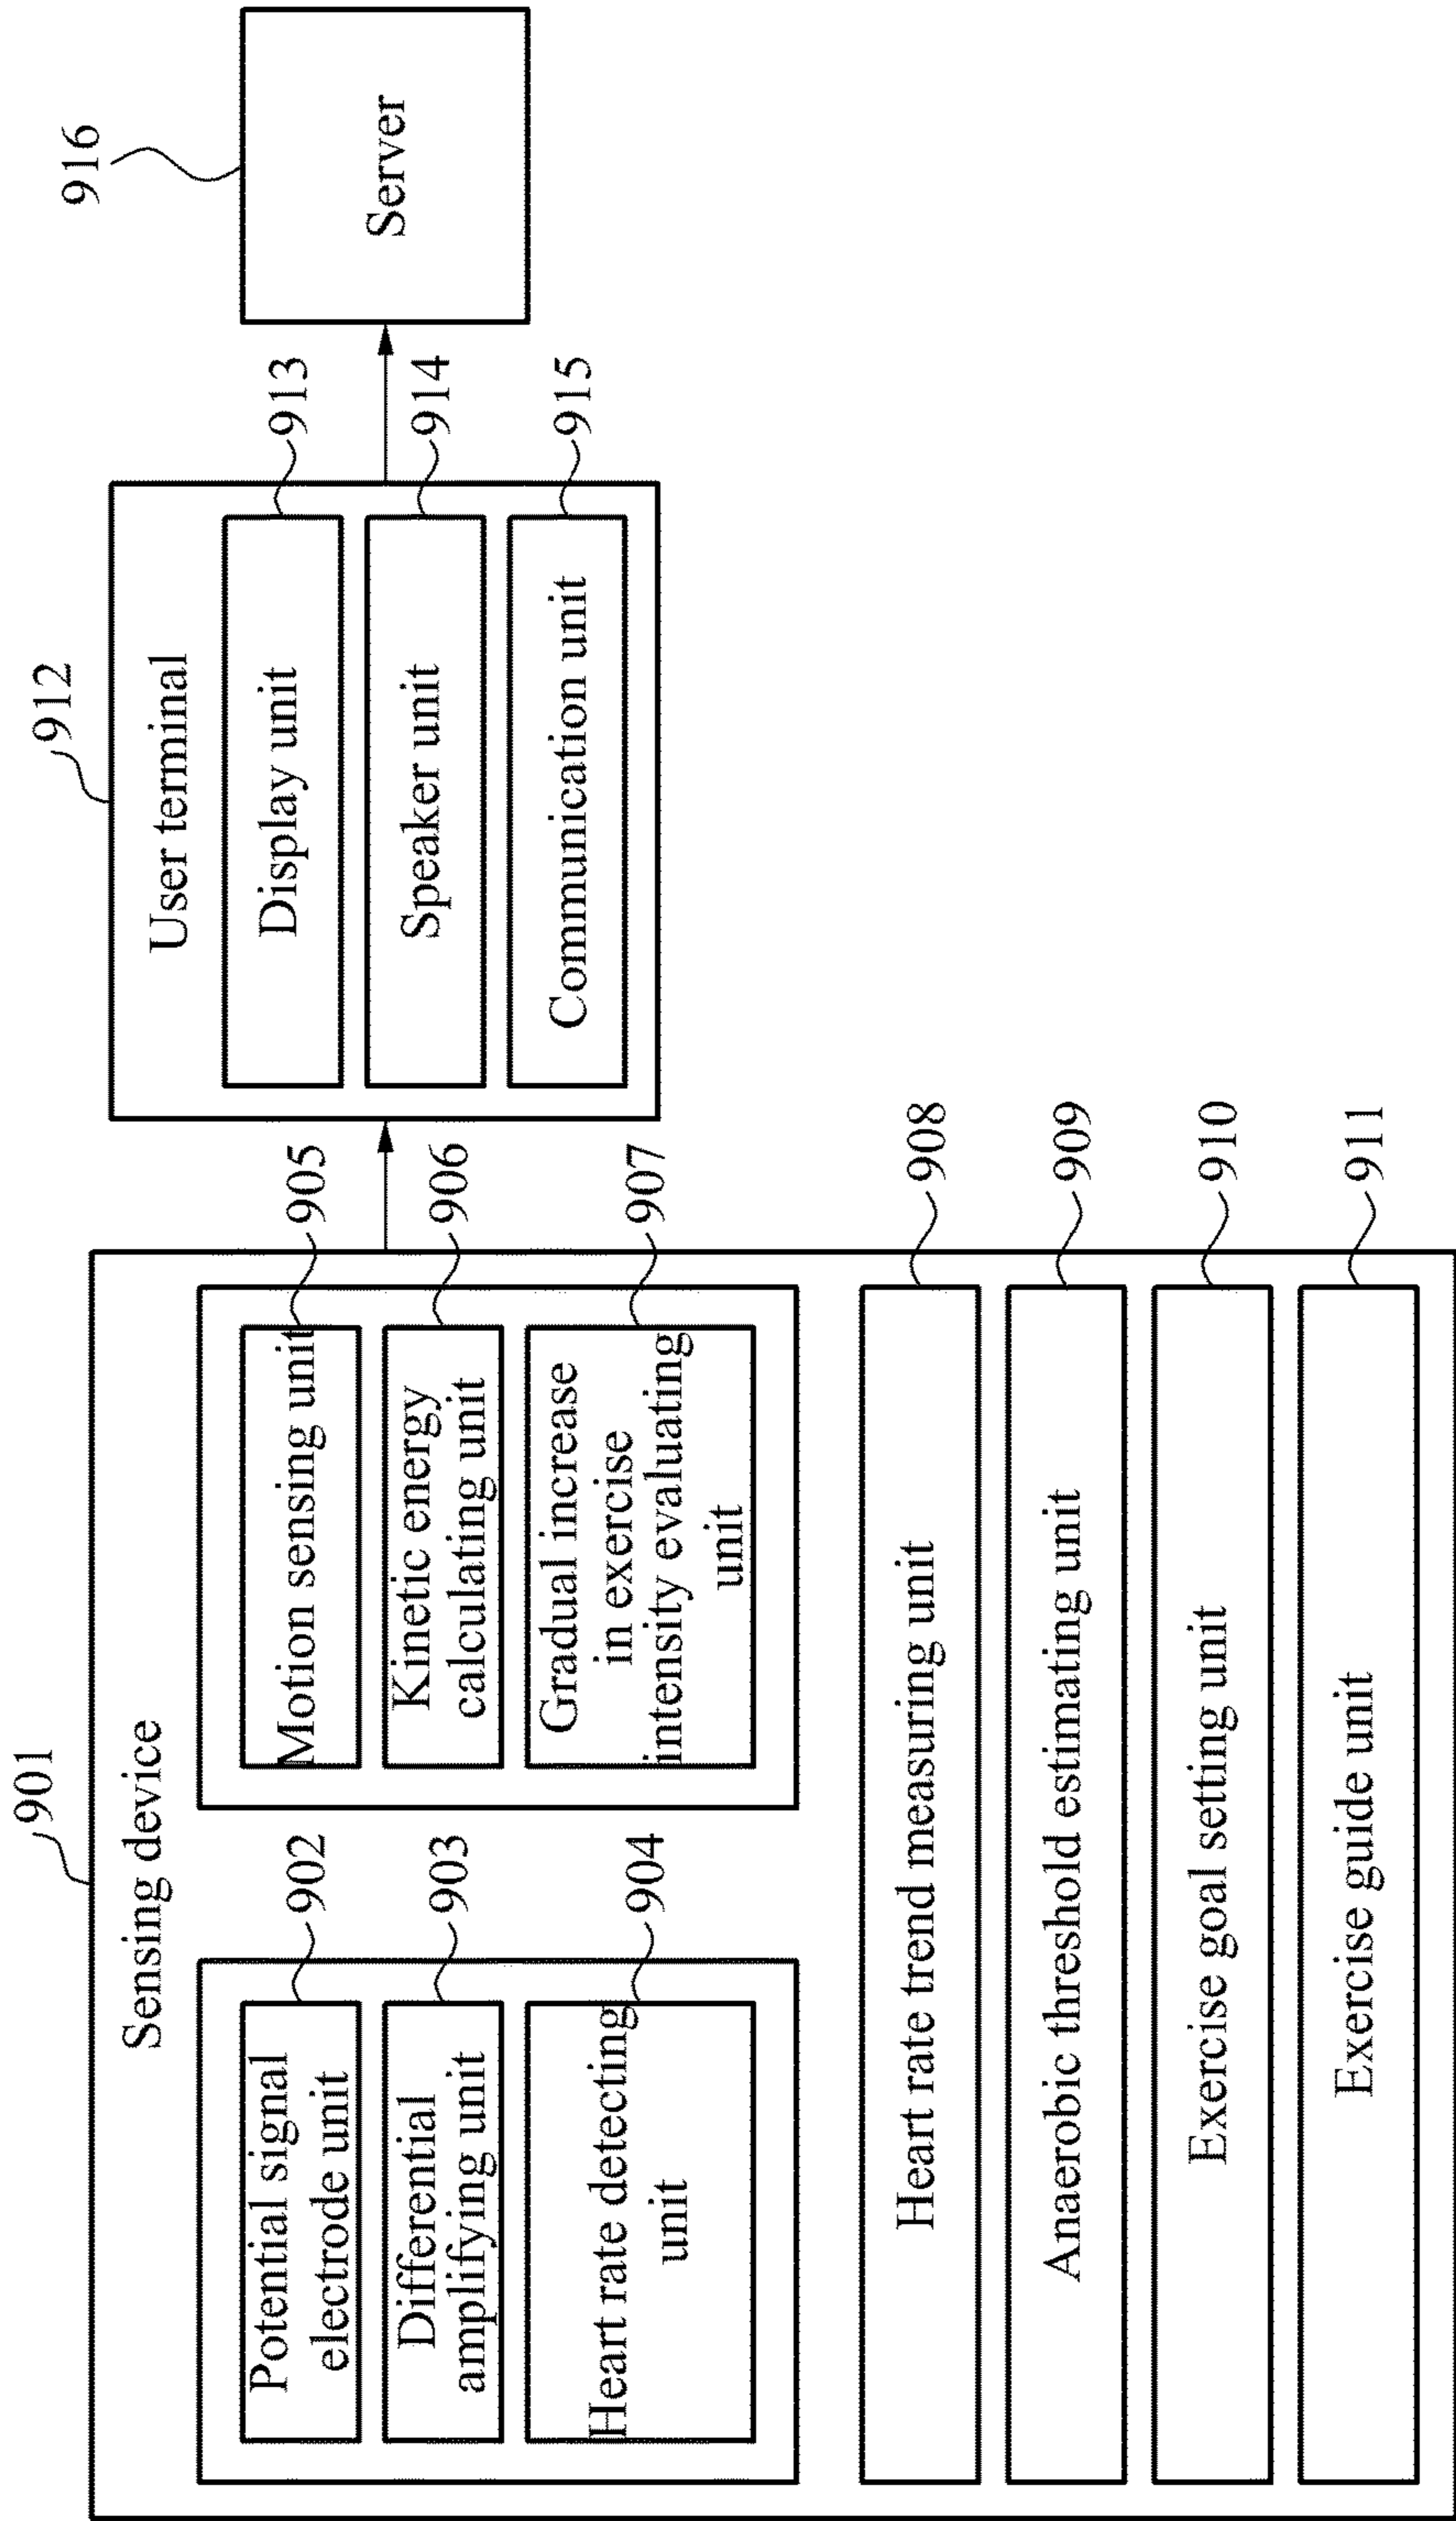 901
Sensing device
Potential signal
electrode unit
902
Differential
amplifying unit
903
Heart rate detecting
unit
904
Motion sensing unit
905
Kinetic energy
calculating unit
906
Gradual increase
in exercise
intensity evaluating
unit
907
Heart rate trend measuring unit
908
Anaerobic threshold estimating unit
909
Exercise goal setting unit
910
Exercise guide unit
911
912
User terminal
Display unit
913
Speaker unit
914
Communication unit
915
916
Server